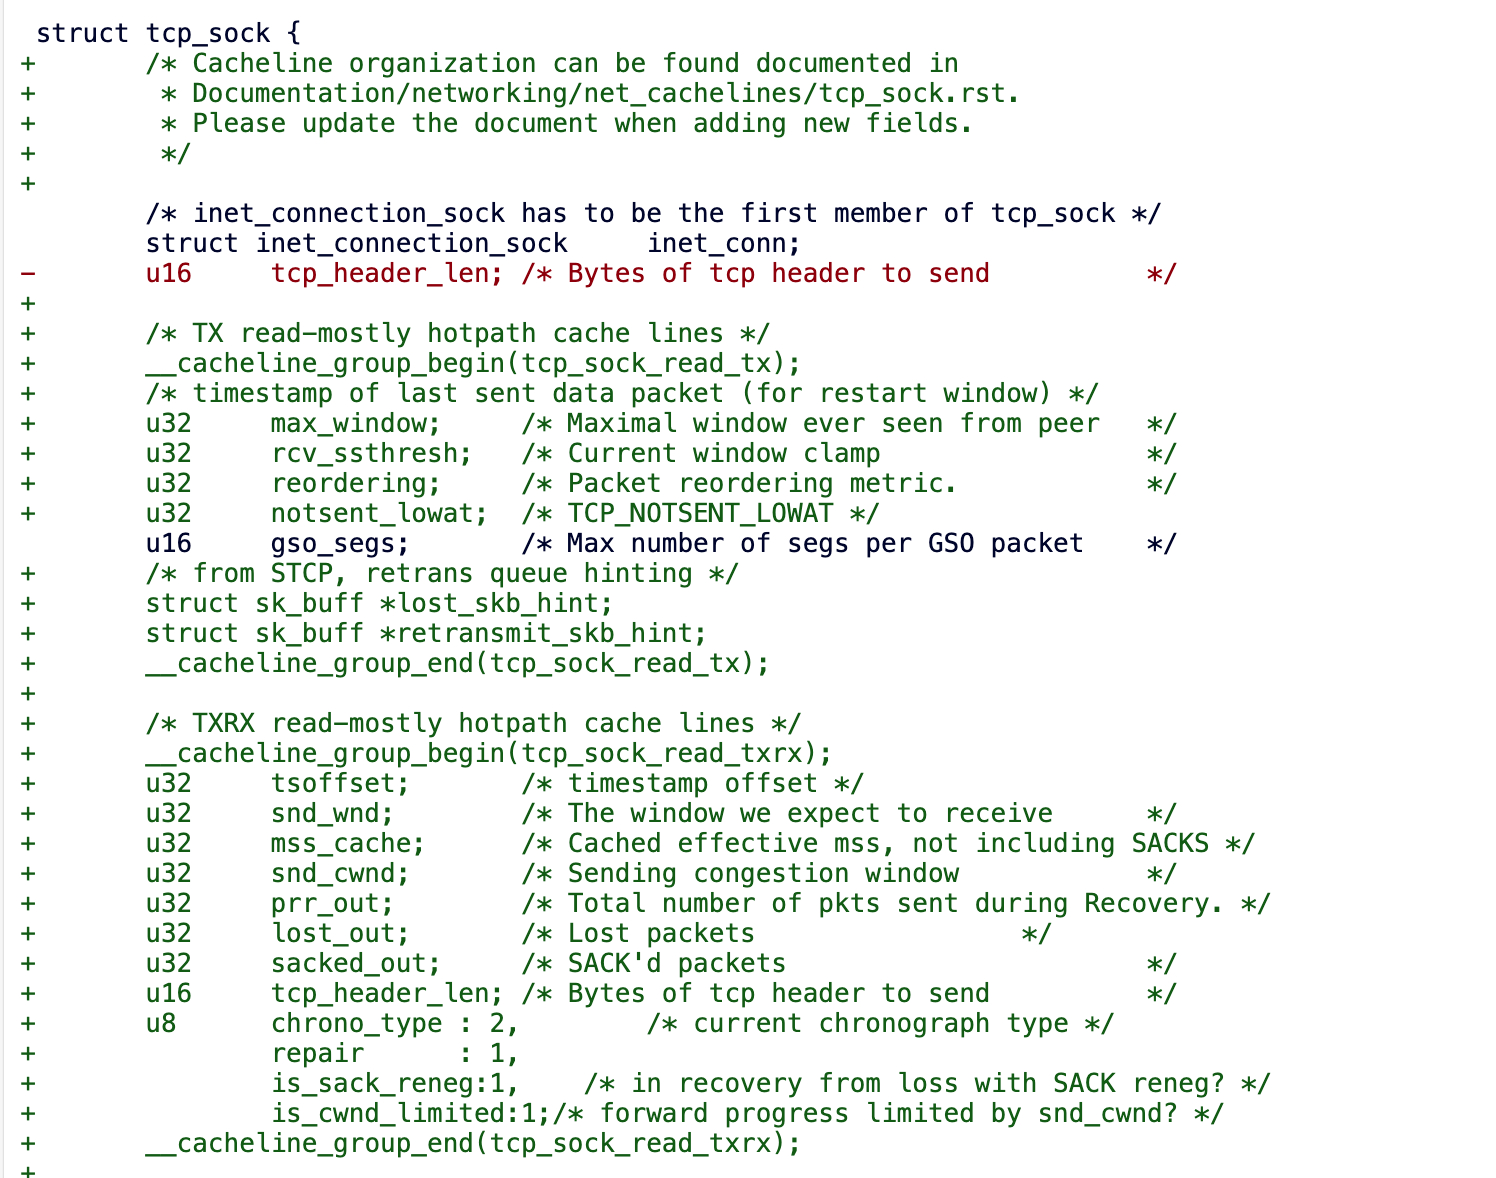 struct tcp_sock {
+       /* Cacheline organization can be found documented in
+        * Documentation/networking/net_cachelines/tcp_sock.rst.
+        * Please update the document when adding new fields.
+        */
+
        /* inet_connection_sock has to be the first member of tcp_sock */
        struct inet_connection_sock     inet_conn;
-       u16     tcp_header_len; /* Bytes of tcp header to send          */
+
+       /* TX read-mostly hotpath cache lines */
+       __cacheline_group_begin(tcp_sock_read_tx);
+       /* timestamp of last sent data packet (for restart window) */
+       u32     max_window;     /* Maximal window ever seen from peer   */
+       u32     rcv_ssthresh;   /* Current window clamp                 */
+       u32     reordering;     /* Packet reordering metric.            */
+       u32     notsent_lowat;  /* TCP_NOTSENT_LOWAT */
        u16     gso_segs;       /* Max number of segs per GSO packet    */
+       /* from STCP, retrans queue hinting */
+       struct sk_buff *lost_skb_hint;
+       struct sk_buff *retransmit_skb_hint;
+       __cacheline_group_end(tcp_sock_read_tx);
+
+       /* TXRX read-mostly hotpath cache lines */
+       __cacheline_group_begin(tcp_sock_read_txrx);
+       u32     tsoffset;       /* timestamp offset */
+       u32     snd_wnd;        /* The window we expect to receive      */
+       u32     mss_cache;      /* Cached effective mss, not including SACKS */
+       u32     snd_cwnd;       /* Sending congestion window            */
+       u32     prr_out;        /* Total number of pkts sent during Recovery. */
+       u32     lost_out;       /* Lost packets                 */
+       u32     sacked_out;     /* SACK'd packets                       */
+       u16     tcp_header_len; /* Bytes of tcp header to send          */
+       u8      chrono_type : 2,        /* current chronograph type */
+               repair      : 1,
+               is_sack_reneg:1,    /* in recovery from loss with SACK reneg? */
+               is_cwnd_limited:1;/* forward progress limited by snd_cwnd? */
+       __cacheline_group_end(tcp_sock_read_txrx);
+